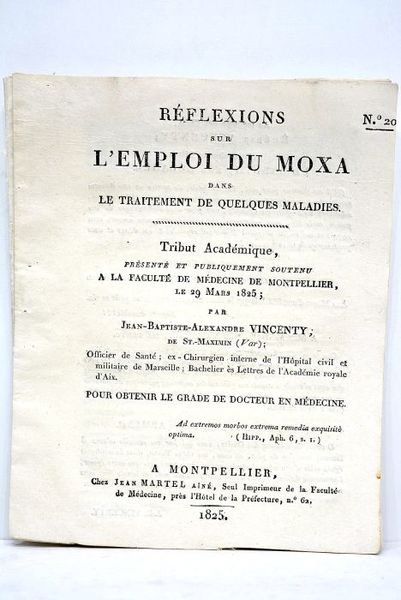 RÉFLEXIONS
N.º 20
SUR
L'EMPLOI DU MOXA
DANS
LE TRAITEMENT DE QUELQUES MALADIES.
Tribut Académique,
PRÉSENTÉ ET PUBLIQUEMENT SOUTENU
A LA FACULTÉ DE MÉDECINE DE MONTPELLIER,
LE 29 MARS 1825;
PAR
JEAN-BAPTISTE-ALEXANDRE VINCENTY,
DE ST.-MAXIMIN (Var);
Officier de Santé; ex-Chirurgien interne de l'Hôpital civil et
militaire de Marseille; Bachelier ès Lettres de l'Académie royale
d'Aix.
POUR OBTENIR LE GRADE DE DOCTEUR EN MÉDECINE.
Ad extremos morbos extrema remedia exquisitè
optima. (HIPP., Aph. 6, s. 1.)
A MONTPELLIER,
Chez JEAN MARTEL AÎNÉ, Seul Imprimeur de la Faculté
de Médecine, près l'Hôtel de la Préfecture, n.º 62.
1825.